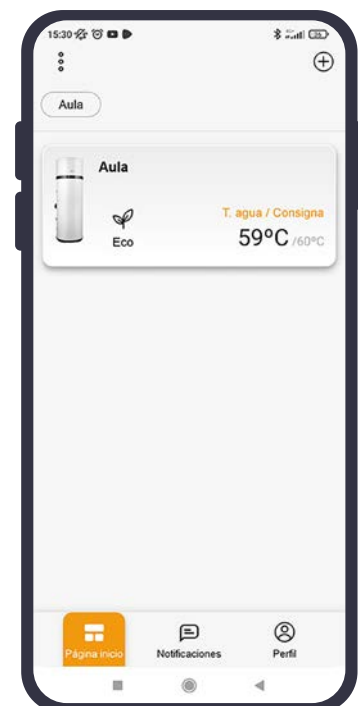 15:30
Aula
Aula
Eco
T. agua / Consigna
59ºC /60ºC
Página inicio
Notificaciones
Perfil